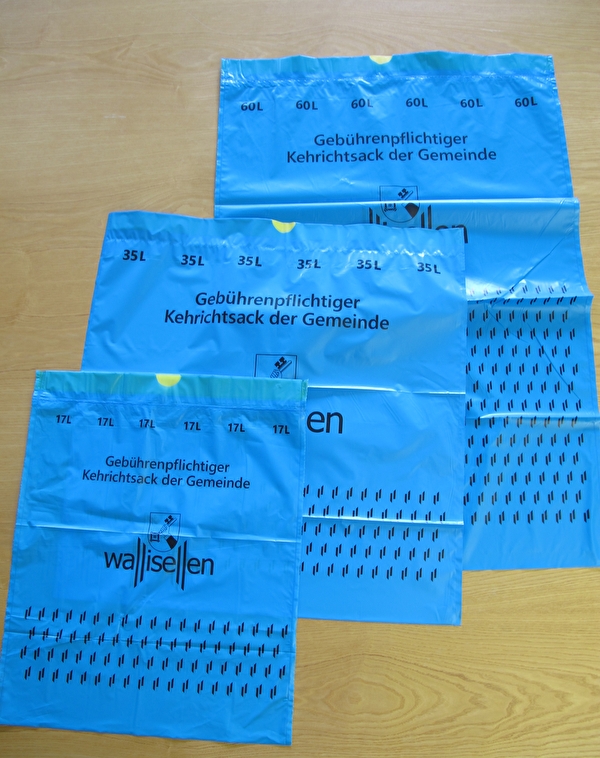 60L 60L 60L 60L 60L 60L
Gebührenpflichtiger
Kehrichtsack der Gemeinde
35L 35L 35L 35L 35L 35L
Gebührenpflichtiger
Kehrichtsack der Gemeinde
en
17L 17L 17L 17L 17L 17L
Gebührenpflichtiger
Kehrichtsack der Gemeinde
wallisellen